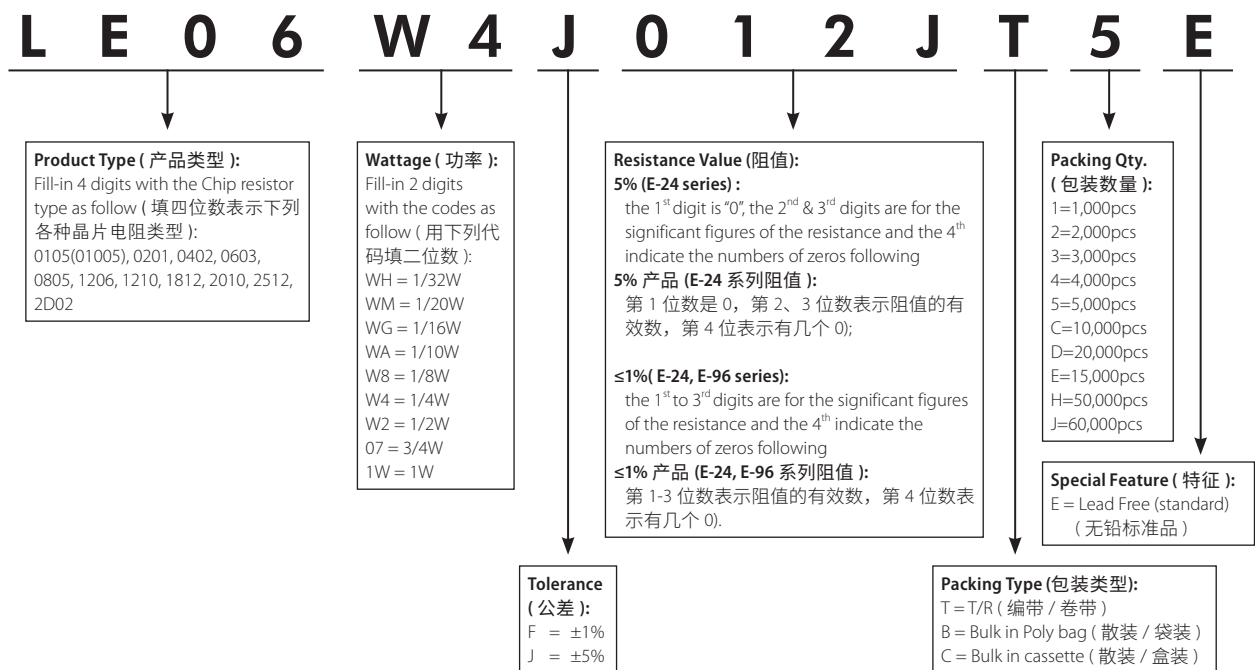 L E 0 6 W 4 J 0 1 2 J T 5 E
Product Type ( 产品类型 ):
Fill-in 4 digits with the Chip resistor
type as follow ( 填四位数表示下列
各种晶片电阻类型 ):
0105(01005), 0201, 0402, 0603,
0805, 1206, 1210, 1812, 2010, 2512,
2D02
Wattage ( 功率 ):
Fill-in 2 digits
with the codes as
follow ( 用下列代
码填二位数 ):
WH = 1/32W
WM = 1/20W
WG = 1/16W
WA = 1/10W
W8 = 1/8W
W4 = 1/4W
W2 = 1/2W
07 = 3/4W
1W = 1W
Tolerance
( 公差 ):
F = ±1%
J = ±5%
Resistance Value (阻值):
5% (E-24 series) :
the 1st digit is “0”, the 2nd & 3rd digits are for the
significant figures of the resistance and the 4th
indicate the numbers of zeros following
5% 产品 (E-24 系列阻值 ):
第 1 位数是 0，第 2、3 位数表示阻值的有
效数，第 4 位表示有几个 0);
≤1%( E-24, E-96 series):
the 1st to 3rd digits are for the significant figures
of the resistance and the 4th indicate the
numbers of zeros following
≤1% 产品 (E-24, E-96 系列阻值 ):
第 1-3 位数表示阻值的有效数，第 4 位数表
示有几个 0).
Packing Type (包装类型):
T = T/R ( 编带 / 卷带 )
B = Bulk in Poly bag ( 散装 / 袋装 )
C = Bulk in cassette ( 散装 / 盒装 )
Packing Qty.
( 包装数量 ):
1=1,000pcs
2=2,000pcs
3=3,000pcs
4=4,000pcs
5=5,000pcs
C=10,000pcs
D=20,000pcs
E=15,000pcs
H=50,000pcs
J=60,000pcs
Special Feature ( 特征 ):
E = Lead Free (standard)
( 无铅标准品 )